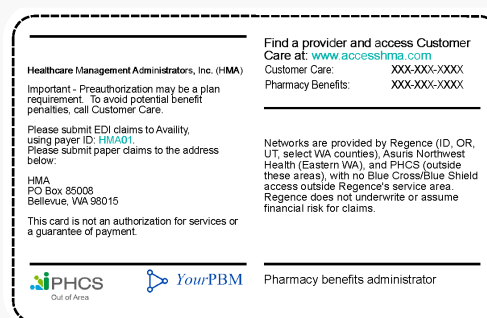 Healthcare Management Administrators, Inc. (HMA)
Important - Preauthorization may be a plan
requirement. To avoid potential benefit
penalties, call Customer Care.
Please submit EDI claims to Availity,
using payer ID: HMA01.
Please submit paper claims to the address
below:
HMA
PO Box 85008
Bellevue, WA 98015
This card is not an authorization for services or
a guarantee of payment.
PHCS
Out of Area
YourPBM
Find a provider and access Customer
Care at: www.accesshma.com
Customer Care: XXX-XXX-XXXX
Pharmacy Benefits: XXX-XXX-XXXX
Networks are provided by Regence (ID, OR,
UT, select WA counties), Asuris Northwest
Health (Eastern WA), and PHCS (outside
these areas), with no Blue Cross/Blue Shield
access outside Regence's service area.
Regence does not underwrite or assume
financial risk for claims.
Pharmacy benefits administrator